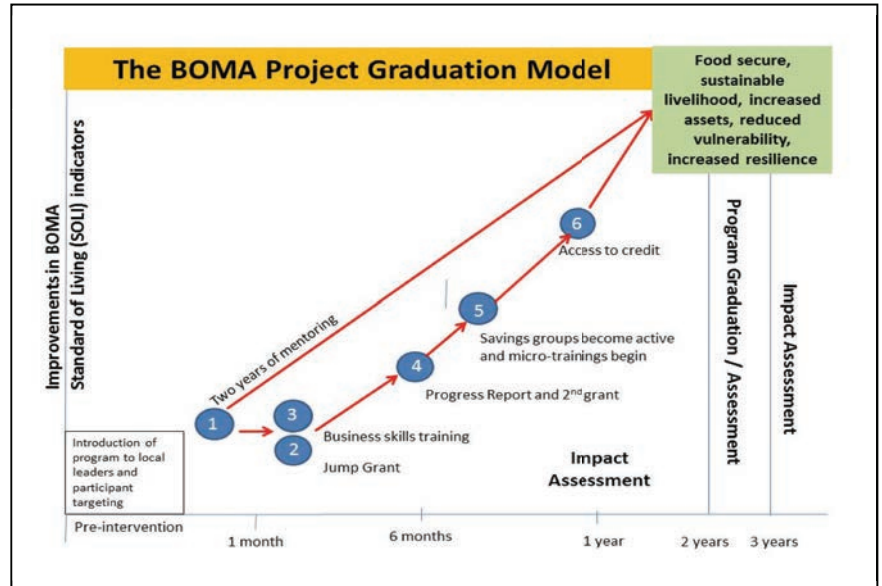 The BOMA Project Graduation Model
Food secure,
sustainable
livelihood, increased
assets, reduced
vulnerability,
increased resilience
Improvements in BOMA
Standard of Living (SOLI) indicators
Two years of mentoring
6
Access to credit
5
Savings groups become active
and micro-trainings begin
4
Progress Report and 2nd grant
1
3
Business skills training
2
Jump Grant
Introduction of
program to local
leaders and
participant
targeting
Impact
Assessment
Program Graduation / Assessment
Impact Assessment
Pre-intervention
1 month
6 months
1 year
2 years
3 years